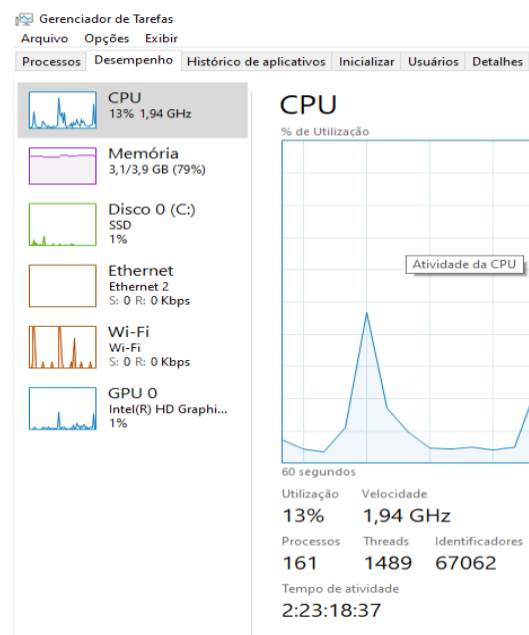 Gerenciador de Tarefas
Arquivo Opções Exibir
Processos Desempenho Histórico de aplicativos Inicializar Usuários Detalhes
CPU
13% 1,94 GHz
Memória
3,1/3,9 GB (79%)
Disco 0 (C:)
SSD
1%
Ethernet
Ethernet 2
S: 0 R: 0 Kbps
Wi-Fi
Wi-Fi
S: 0 R: 0 Kbps
GPU 0
Intel(R) HD Graphi...
1%
CPU
% de Utilização
Atividade da CPU
60 segundos
Utilização Velocidade
13% 1,94 GHz
Processos Threads Identificadores
161 1489 67062
Tempo de atividade
2:23:18:37